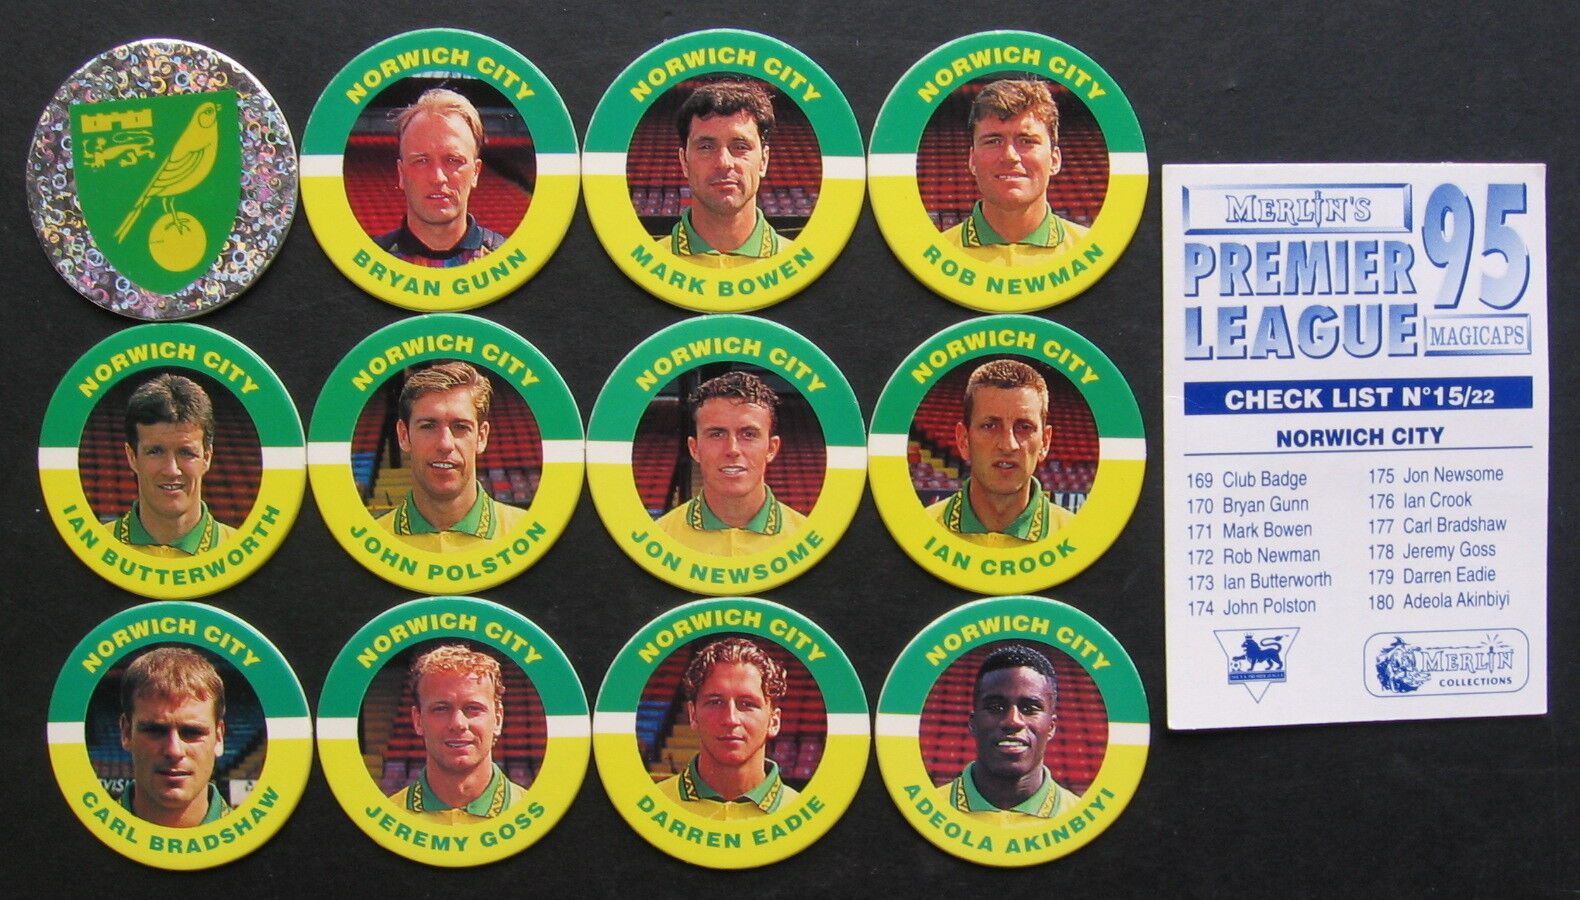 NORWICH CITY
BRYAN GUNN
NORWICH CITY
MARK BOWEN
NORWICH CITY
ROB NEWMAN
NORWICH CITY
IAN BUTTERWORTH
NORWICH CITY
JOHN POLSTON
NORWICH CITY
JON NEWSOME
NORWICH CITY
IAN CROOK
NORWICH CITY
CARL BRADSHAW
NORWICH CITY
JEREMY GOSS
NORWICH CITY
DARREN EADIE
NORWICH CITY
ADEOLA AKINBIYI
MERLIN'S
PREMIER
LEAGUE
95
MAGICAPS
CHECK LIST N°15/22
NORWICH CITY
169 Club Badge
170 Bryan Gunn
171 Mark Bowen
172 Rob Newman
173 Ian Butterworth
174 John Polston
175 Jon Newsome
176 Ian Crook
177 Carl Bradshaw
178 Jeremy Goss
179 Darren Eadie
180 Adeola Akinbiyi
MERLIN
COLLECTIONS